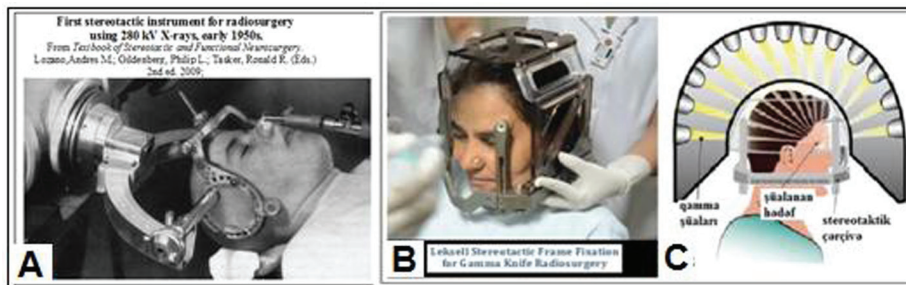 First stereotactic instrument for radiosurgery
using 280 kV X-rays, early 1950s.
From Textbook of Stereotactic and Functional Neurosurgery.
Lozano,Andres M.; Gildenberg, Philip L.; Tasker, Ronald R. (Eds.)
2nd ed. 2009;
A
B
Leksell Stereotactic Frame Fixation
for Gamma Knife Radiosurgery
C
qamma
şüaları
şüalanan
hədəf
stereotaktik
çərçivə